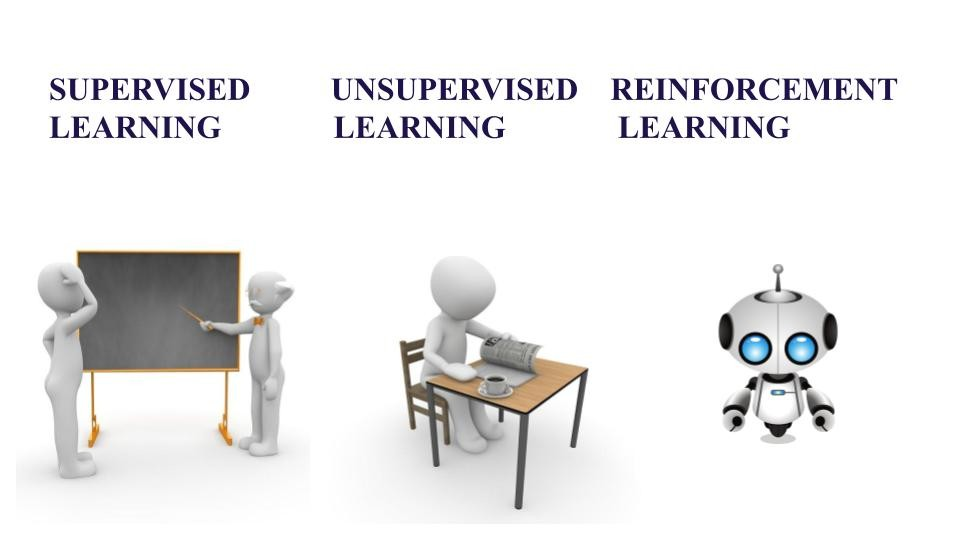 SUPERVISED LEARNING
UNSUPERVISED LEARNING
REINFORCEMENT LEARNING